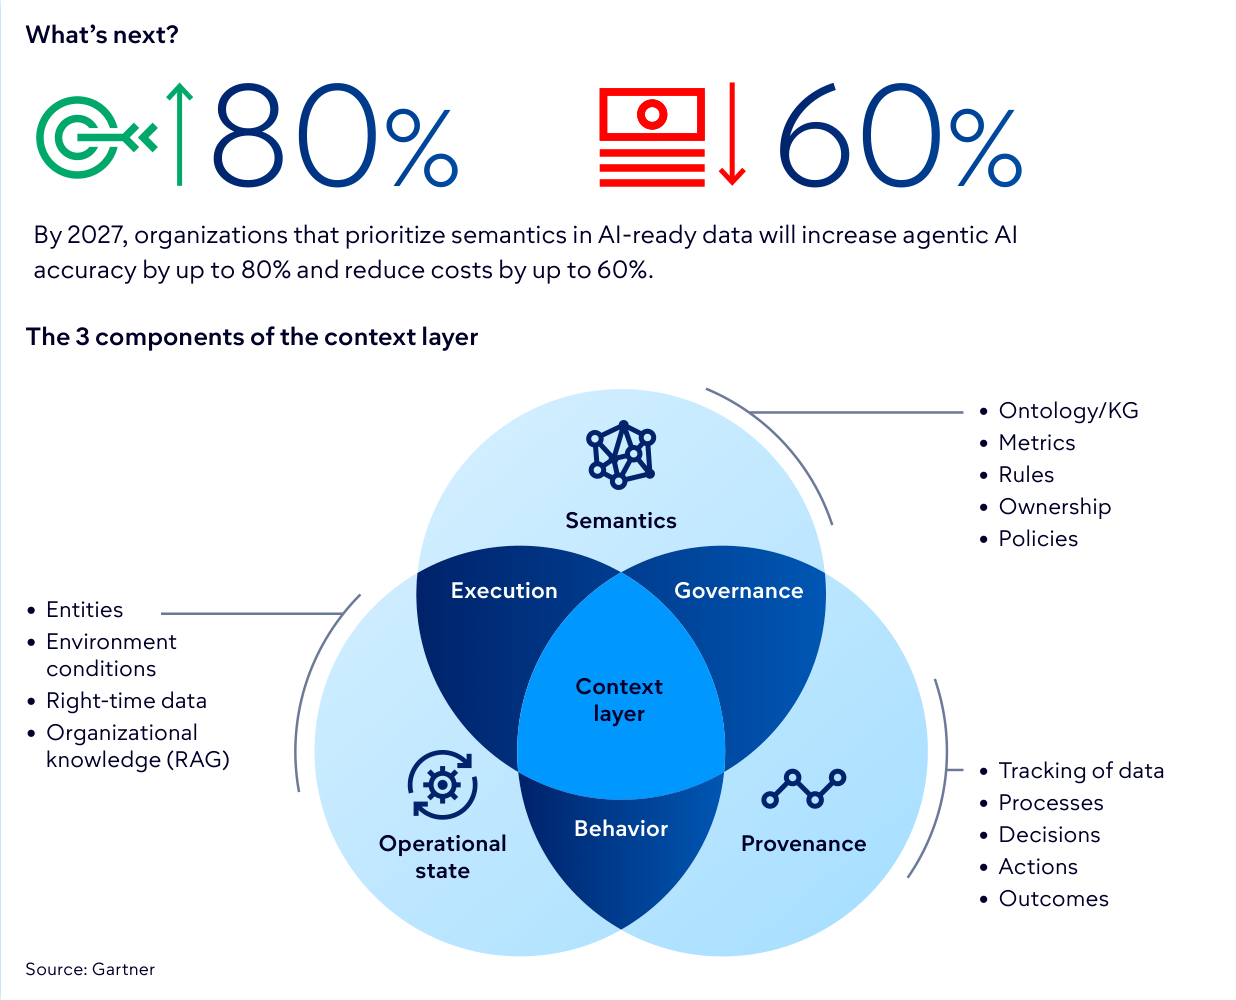 What's next?
80%
60%
By 2027, organizations that prioritize semantics in AI-ready data will increase agentic AI
accuracy by up to 80% and reduce costs by up to 60%.
The 3 components of the context layer
Semantics
• Ontology/KG
• Metrics
• Rules
• Ownership
• Policies
Execution
Governance
• Entities
• Environment
conditions
• Right-time data
• Organizational
knowledge (RAG)
Context
layer
Operational
state
Behavior
Provenance
• Tracking of data
• Processes
• Decisions
• Actions
• Outcomes
Source: Gartner